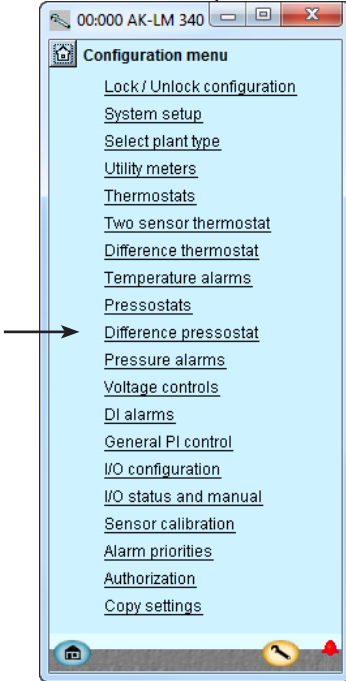 00:000 AK-LM 340
Configuration menu
Lock / Unlock configuration
System setup
Select plant type
Utility meters
Thermostats
Two sensor thermostat
Difference thermostat
Temperature alarms
Pressostats
Difference pressostat
Pressure alarms
Voltage controls
DI alarms
General PI control
I/O configuration
I/O status and manual
Sensor calibration
Alarm priorities
Authorization
Copy settings